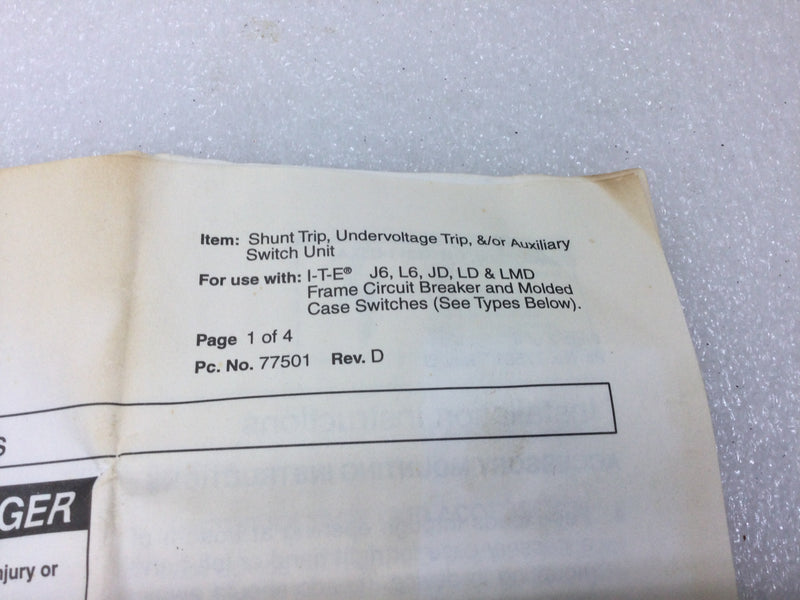 Item: Shunt Trip, Undervoltage Trip, &/or Auxiliary
Switch Unit
For use with: I-T-E® J6, L6, JD, LD & LMD
Frame Circuit Breaker and Molded
Case Switches (See Types Below).
Page 1 of 4
Pc. No. 77501 Rev. D
S
GER
njury or